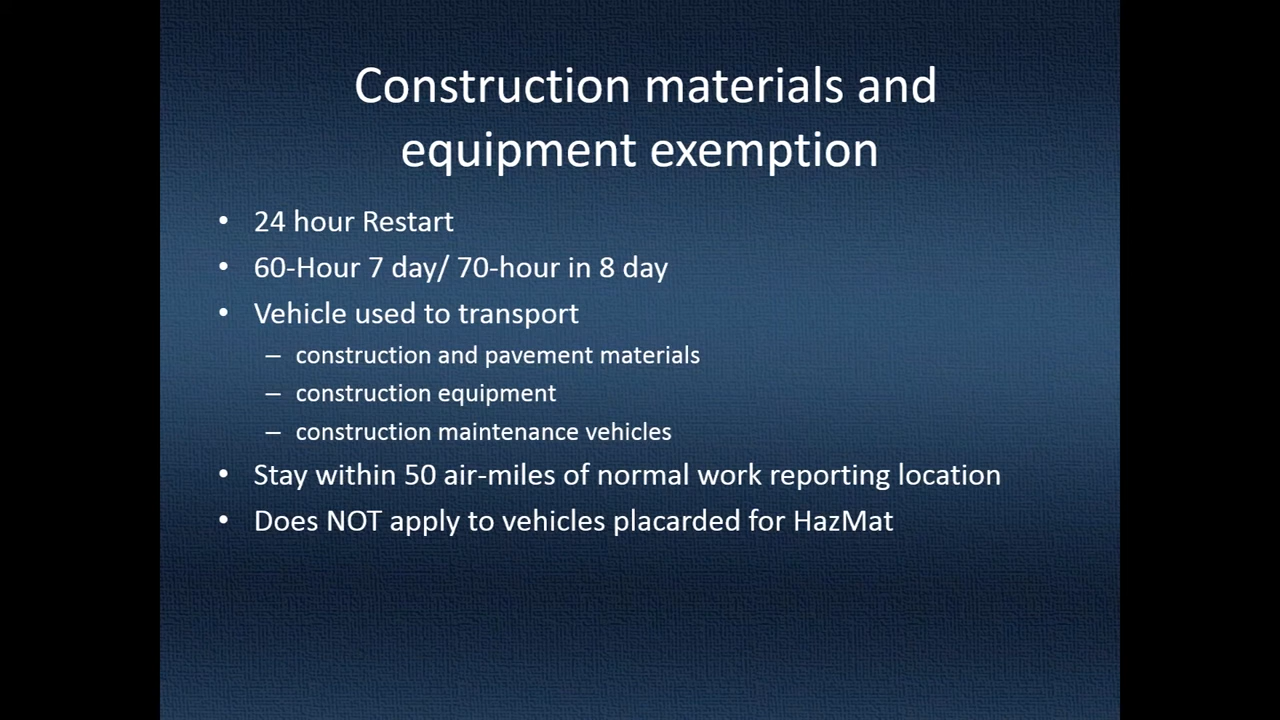 Construction materials and
equipment exemption
• 24 hour Restart
• 60-Hour 7 day/ 70-hour in 8 day
• Vehicle used to transport
– construction and pavement materials
– construction equipment
– construction maintenance vehicles
• Stay within 50 air-miles of normal work reporting location
• Does NOT apply to vehicles placarded for HazMat